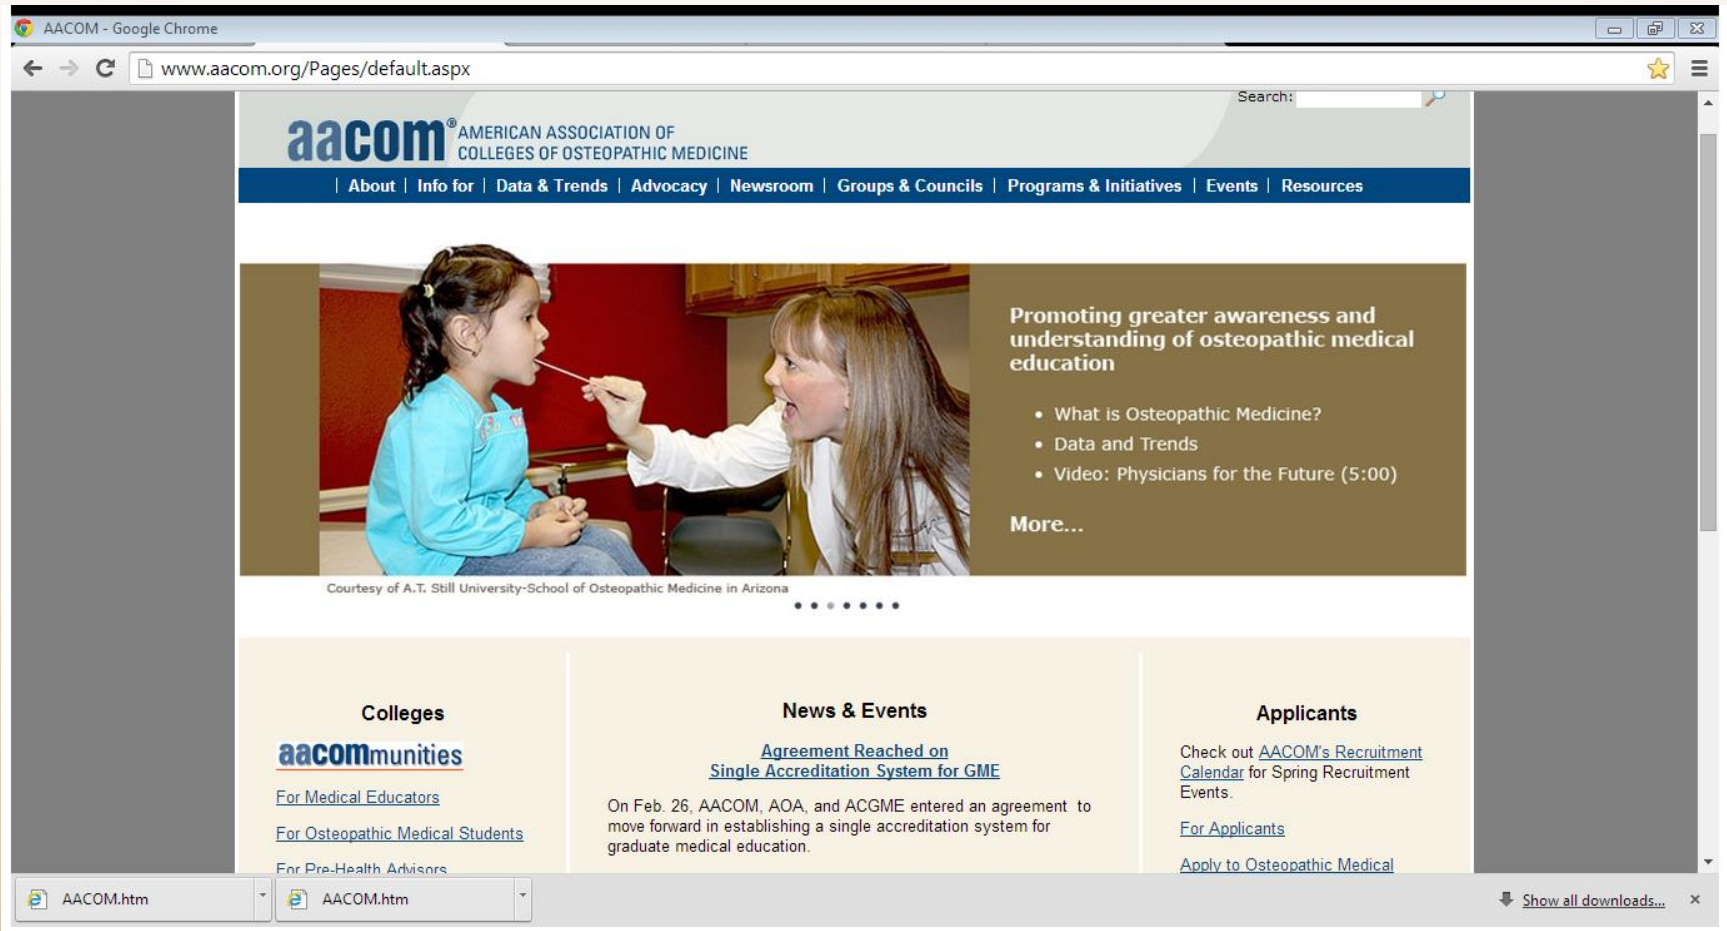 AACOM - Google Chrome
www.aacom.org/Pages/default.aspx
Search:
aacom® AMERICAN ASSOCIATION OF
COLLEGES OF OSTEOPATHIC MEDICINE
| About | Info for | Data & Trends | Advocacy | Newsroom | Groups & Councils | Programs & Initiatives | Events | Resources
Promoting greater awareness and
understanding of osteopathic medical
education
• What is Osteopathic Medicine?
• Data and Trends
• Video: Physicians for the Future (5:00)
More...
Courtesy of A.T. Still University-School of Osteopathic Medicine in Arizona
Colleges
aacommunities
For Medical Educators
For Osteopathic Medical Students
For Pre-Health Advisors
News & Events
Agreement Reached on
Single Accreditation System for GME
On Feb. 26, AACOM, AOA, and ACGME entered an agreement to
move forward in establishing a single accreditation system for
graduate medical education.
Applicants
Check out AACOM's Recruitment
Calendar for Spring Recruitment
Events.
For Applicants
Apply to Osteopathic Medical
AACOM.htm
AACOM.htm
Show all downloads...